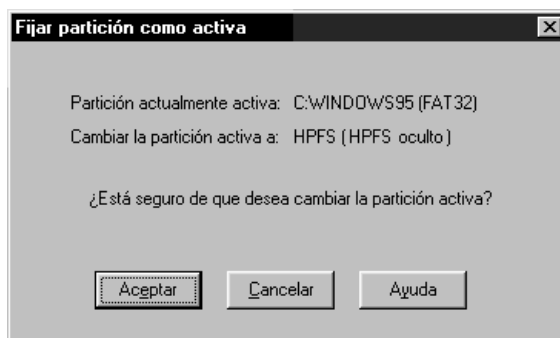 Fijar partición como activa
Partición actualmente activa: C:WINDOWS95 (FAT32)
Cambiar la partición activa a: HPFS (HPFS oculto)
¿Está seguro de que desea cambiar la partición activa?
Aceptar Cancelar Ayuda